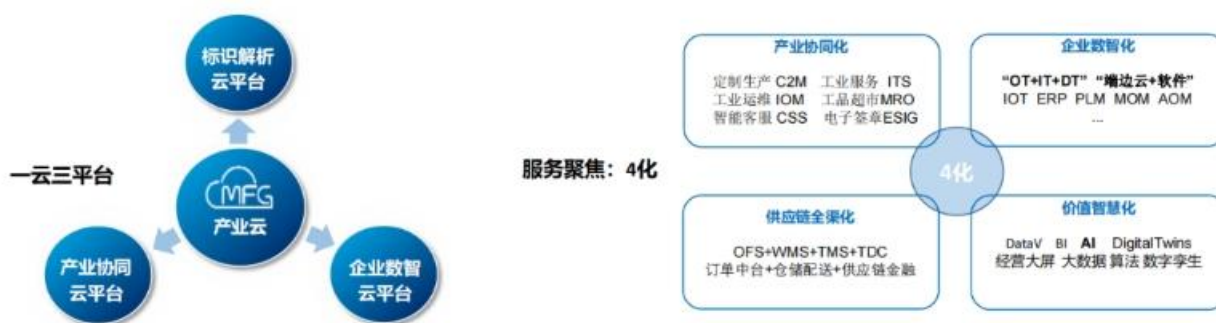 一云三平台
标识解析
云平台
CMFG
产业云
产业协同
云平台
企业数智
云平台
服务聚焦：4化
产业协同化
定制生产 C2M 工业服务 ITS
工业运维 IOM 工品超市MRO
智能客服 CSS 电子签章ESIG
企业数智化
“OT+IT+DT” “端边云+软件”
IOT ERP PLM MOM AOM
...
4化
供应链全渠化
OFS+WMS+TMS+TDC
订单中台+仓储配送+供应链金融
价值智慧化
DataV BI AI DigitalTwins
经营大屏 大数据 算法 数字孪生